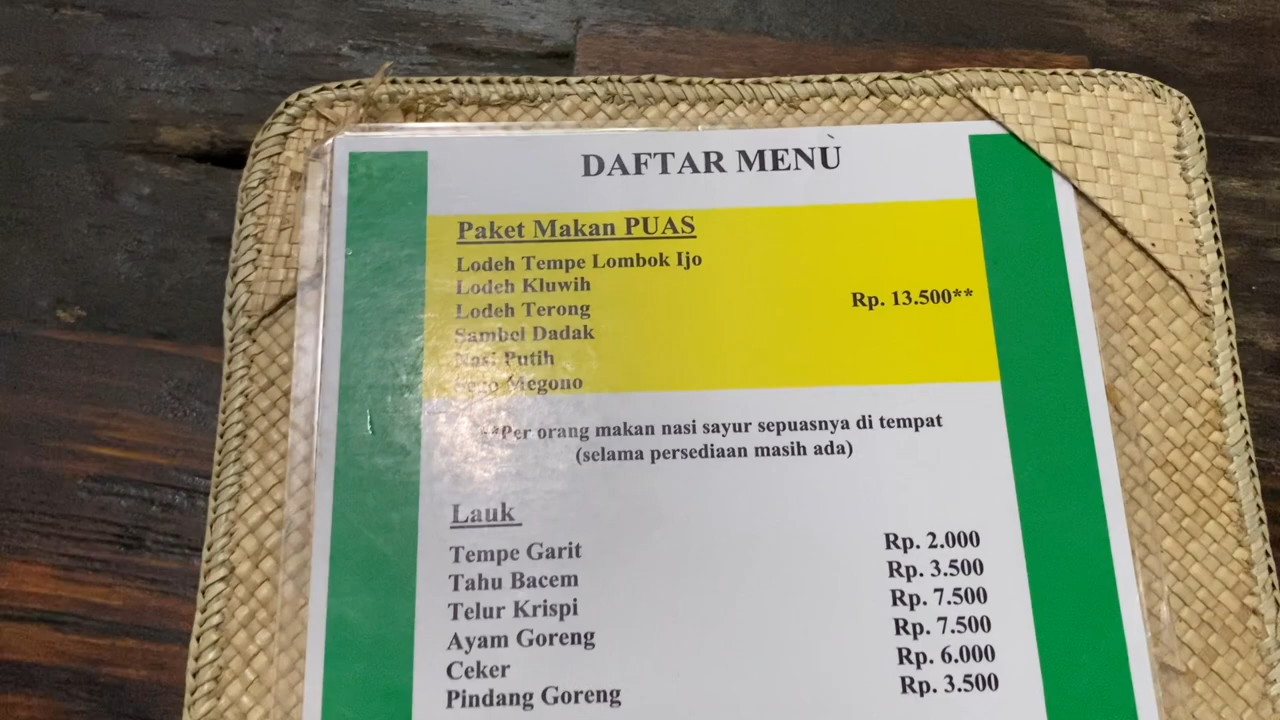 DAFTAR MENU
Paket Makan PUAS
Lodeh Tempe Lombok Ijo
Lodeh Kluwih
Lodeh Terong
Rp. 13.500**
Sambel Dadak
Nasi Putih
Megono
**Per orang makan nasi sayur sepuasnya di tempat
(selama persediaan masih ada)
Lauk
Tempe Garit Rp. 2.000
Tahu Bacem Rp. 3.500
Telur Krispi Rp. 7.500
Ayam Goreng Rp. 7.500
Ceker Rp. 6.000
Pindang Goreng Rp. 3.500